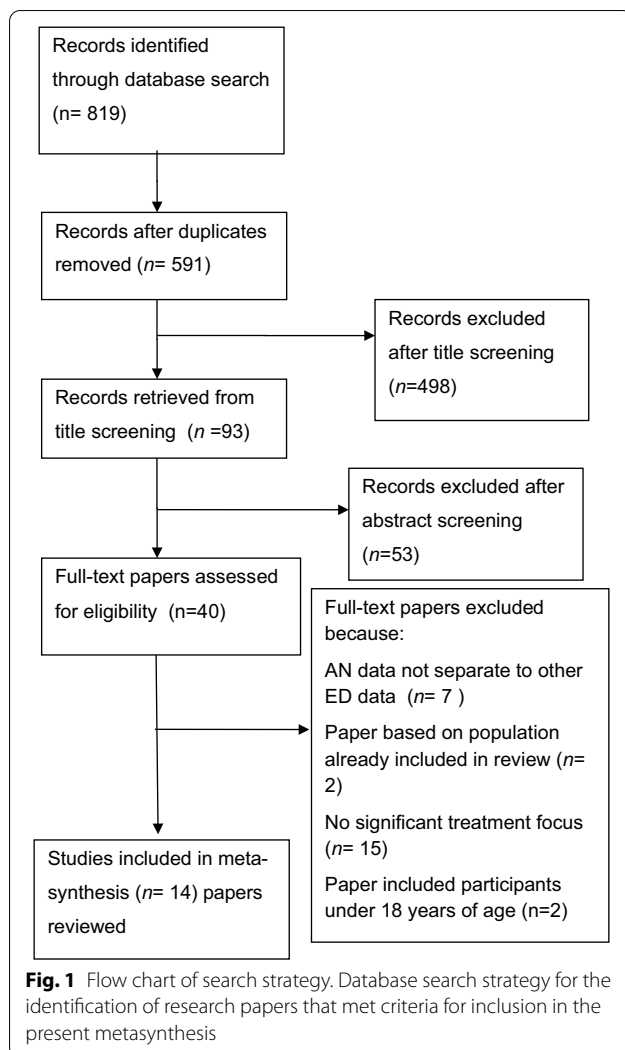 Records identified
through database search
(n= 819)
Records after duplicates
removed (n= 591)
Records excluded
after title screening
(n=498)
Records retrieved from
title screening (n =93)
Records excluded after
abstract screening
(n=53)
Full-text papers assessed
for eligibility (n=40)
Full-text papers excluded
because:
AN data not separate to other
ED data (n= 7 )
Paper based on population
already included in review (n=
2)
No significant treatment focus
(n= 15)
Paper included participants
under 18 years of age (n=2)
Studies included in meta-
synthesis (n= 14) papers
reviewed
Fig. 1 Flow chart of search strategy. Database search strategy for the
identification of research papers that met criteria for inclusion in the
present metasynthesis